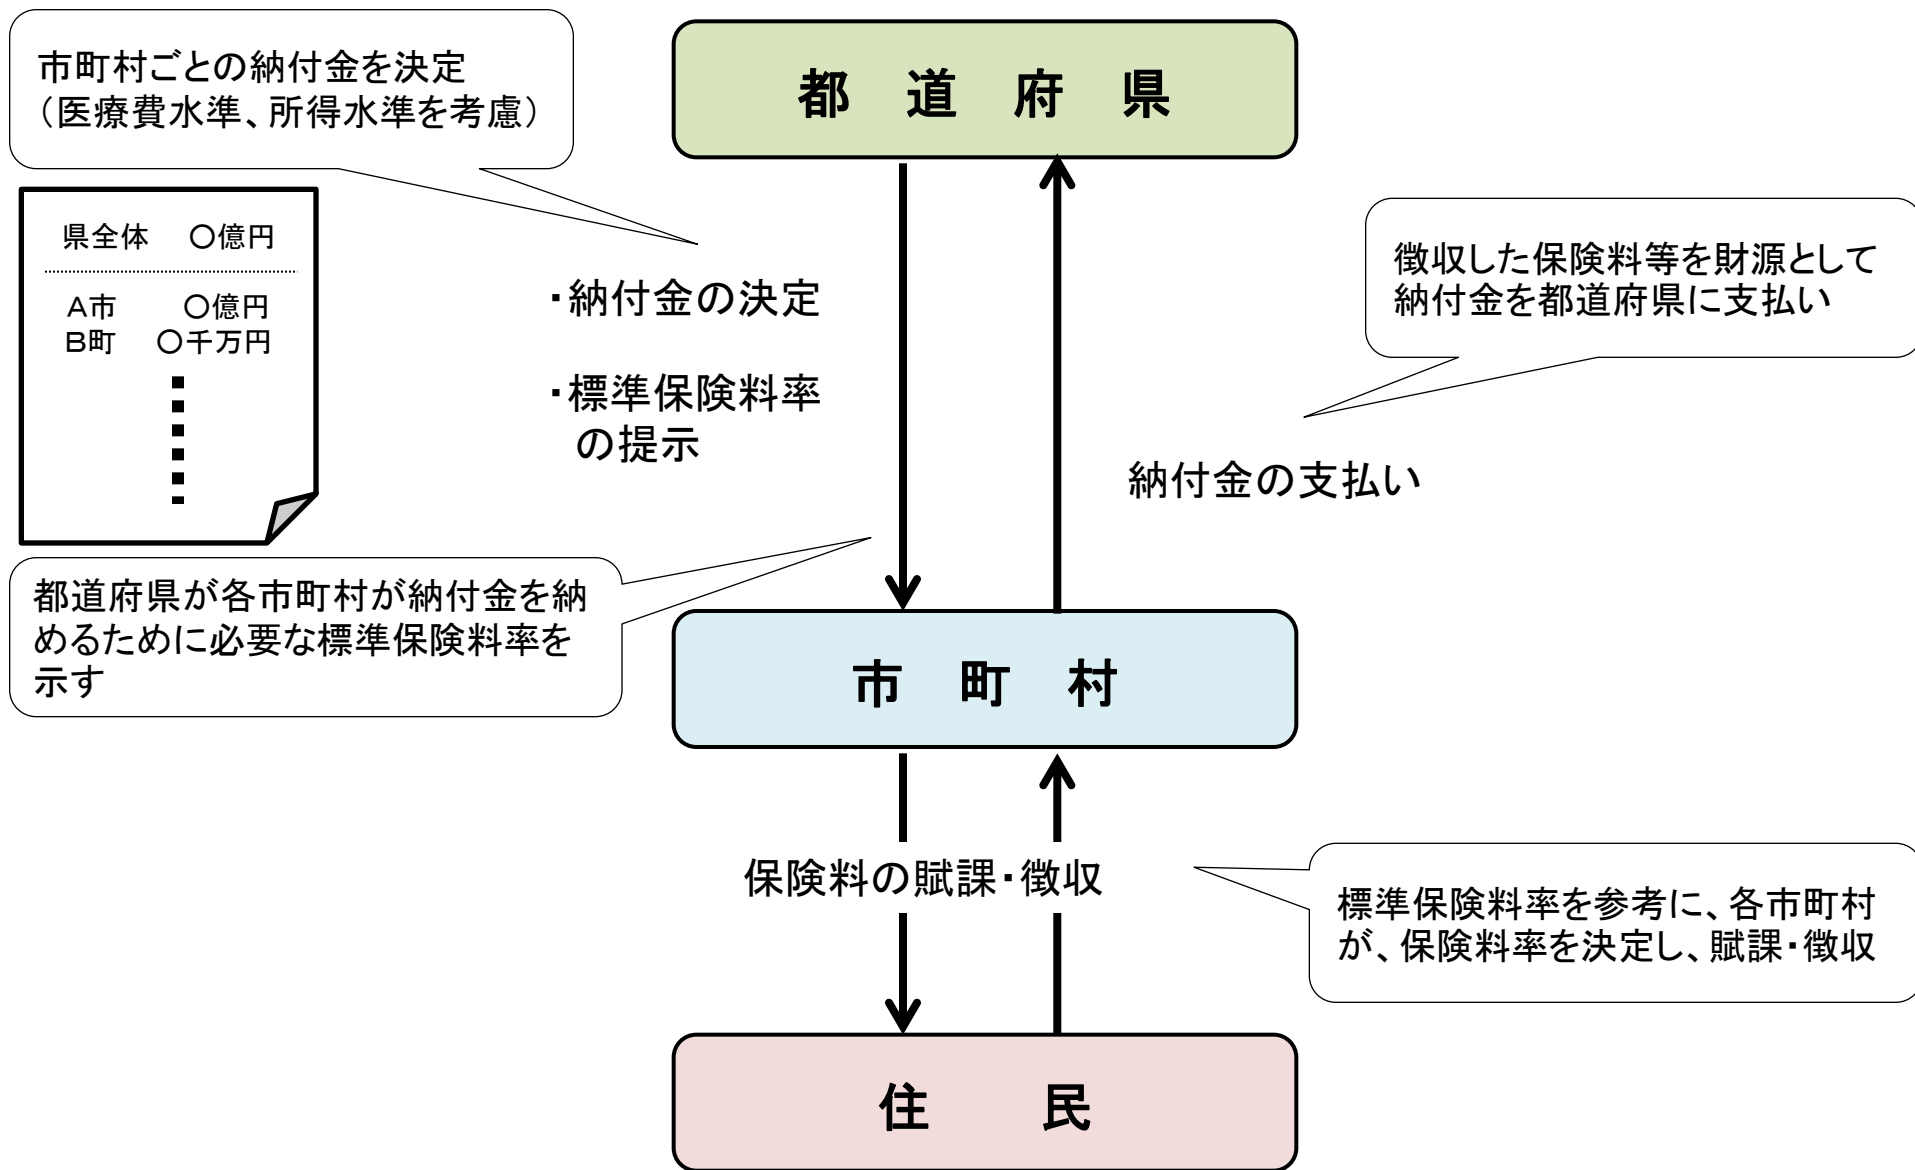 市町村ごとの納付金を決定
（医療費水準、所得水準を考慮）
都道府県
県全体 ○億円
A市 ○億円
B町 ○千万円
・納付金の決定
・標準保険料率
の提示
徴収した保険料等を財源として
納付金を都道府県に支払い
納付金の支払い
都道府県が各市町村が納付金を納
めるために必要な標準保険料率を
示す
市町村
保険料の賦課・徴収
標準保険料率を参考に、各市町村
が、保険料率を決定し、賦課・徴収
住民